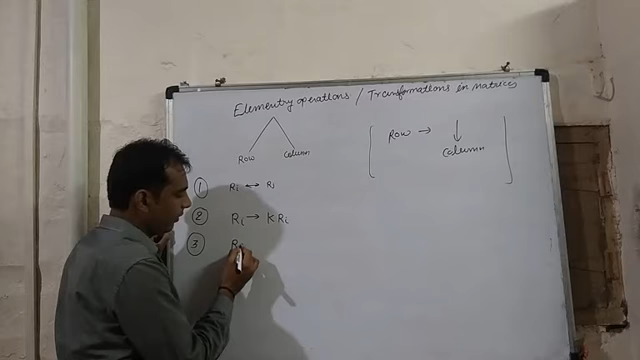 Elementry operations / Transformations in Matrices
Row Column
Row →
↓
Column
① Ri ↔ Rj
② Ri → K Ri
③ R